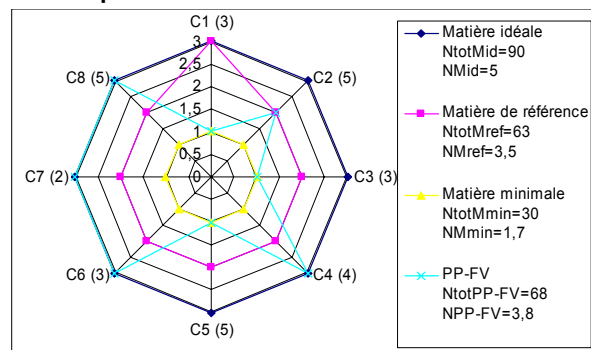 C1 (3)
3
2,5
2
1,5
1
0,5
0
C2 (5)
C3 (3)
C4 (4)
C5 (5)
C6 (3)
C7 (2)
C8 (5)
Matière idéale
NtotMid=90
NMid=5
Matière de référence
NtotMref=63
NMref=3,5
Matière minimale
NtotMmin=30
NMmin=1,7
PP-FV
NtotPP-FV=68
NPP-FV=3,8